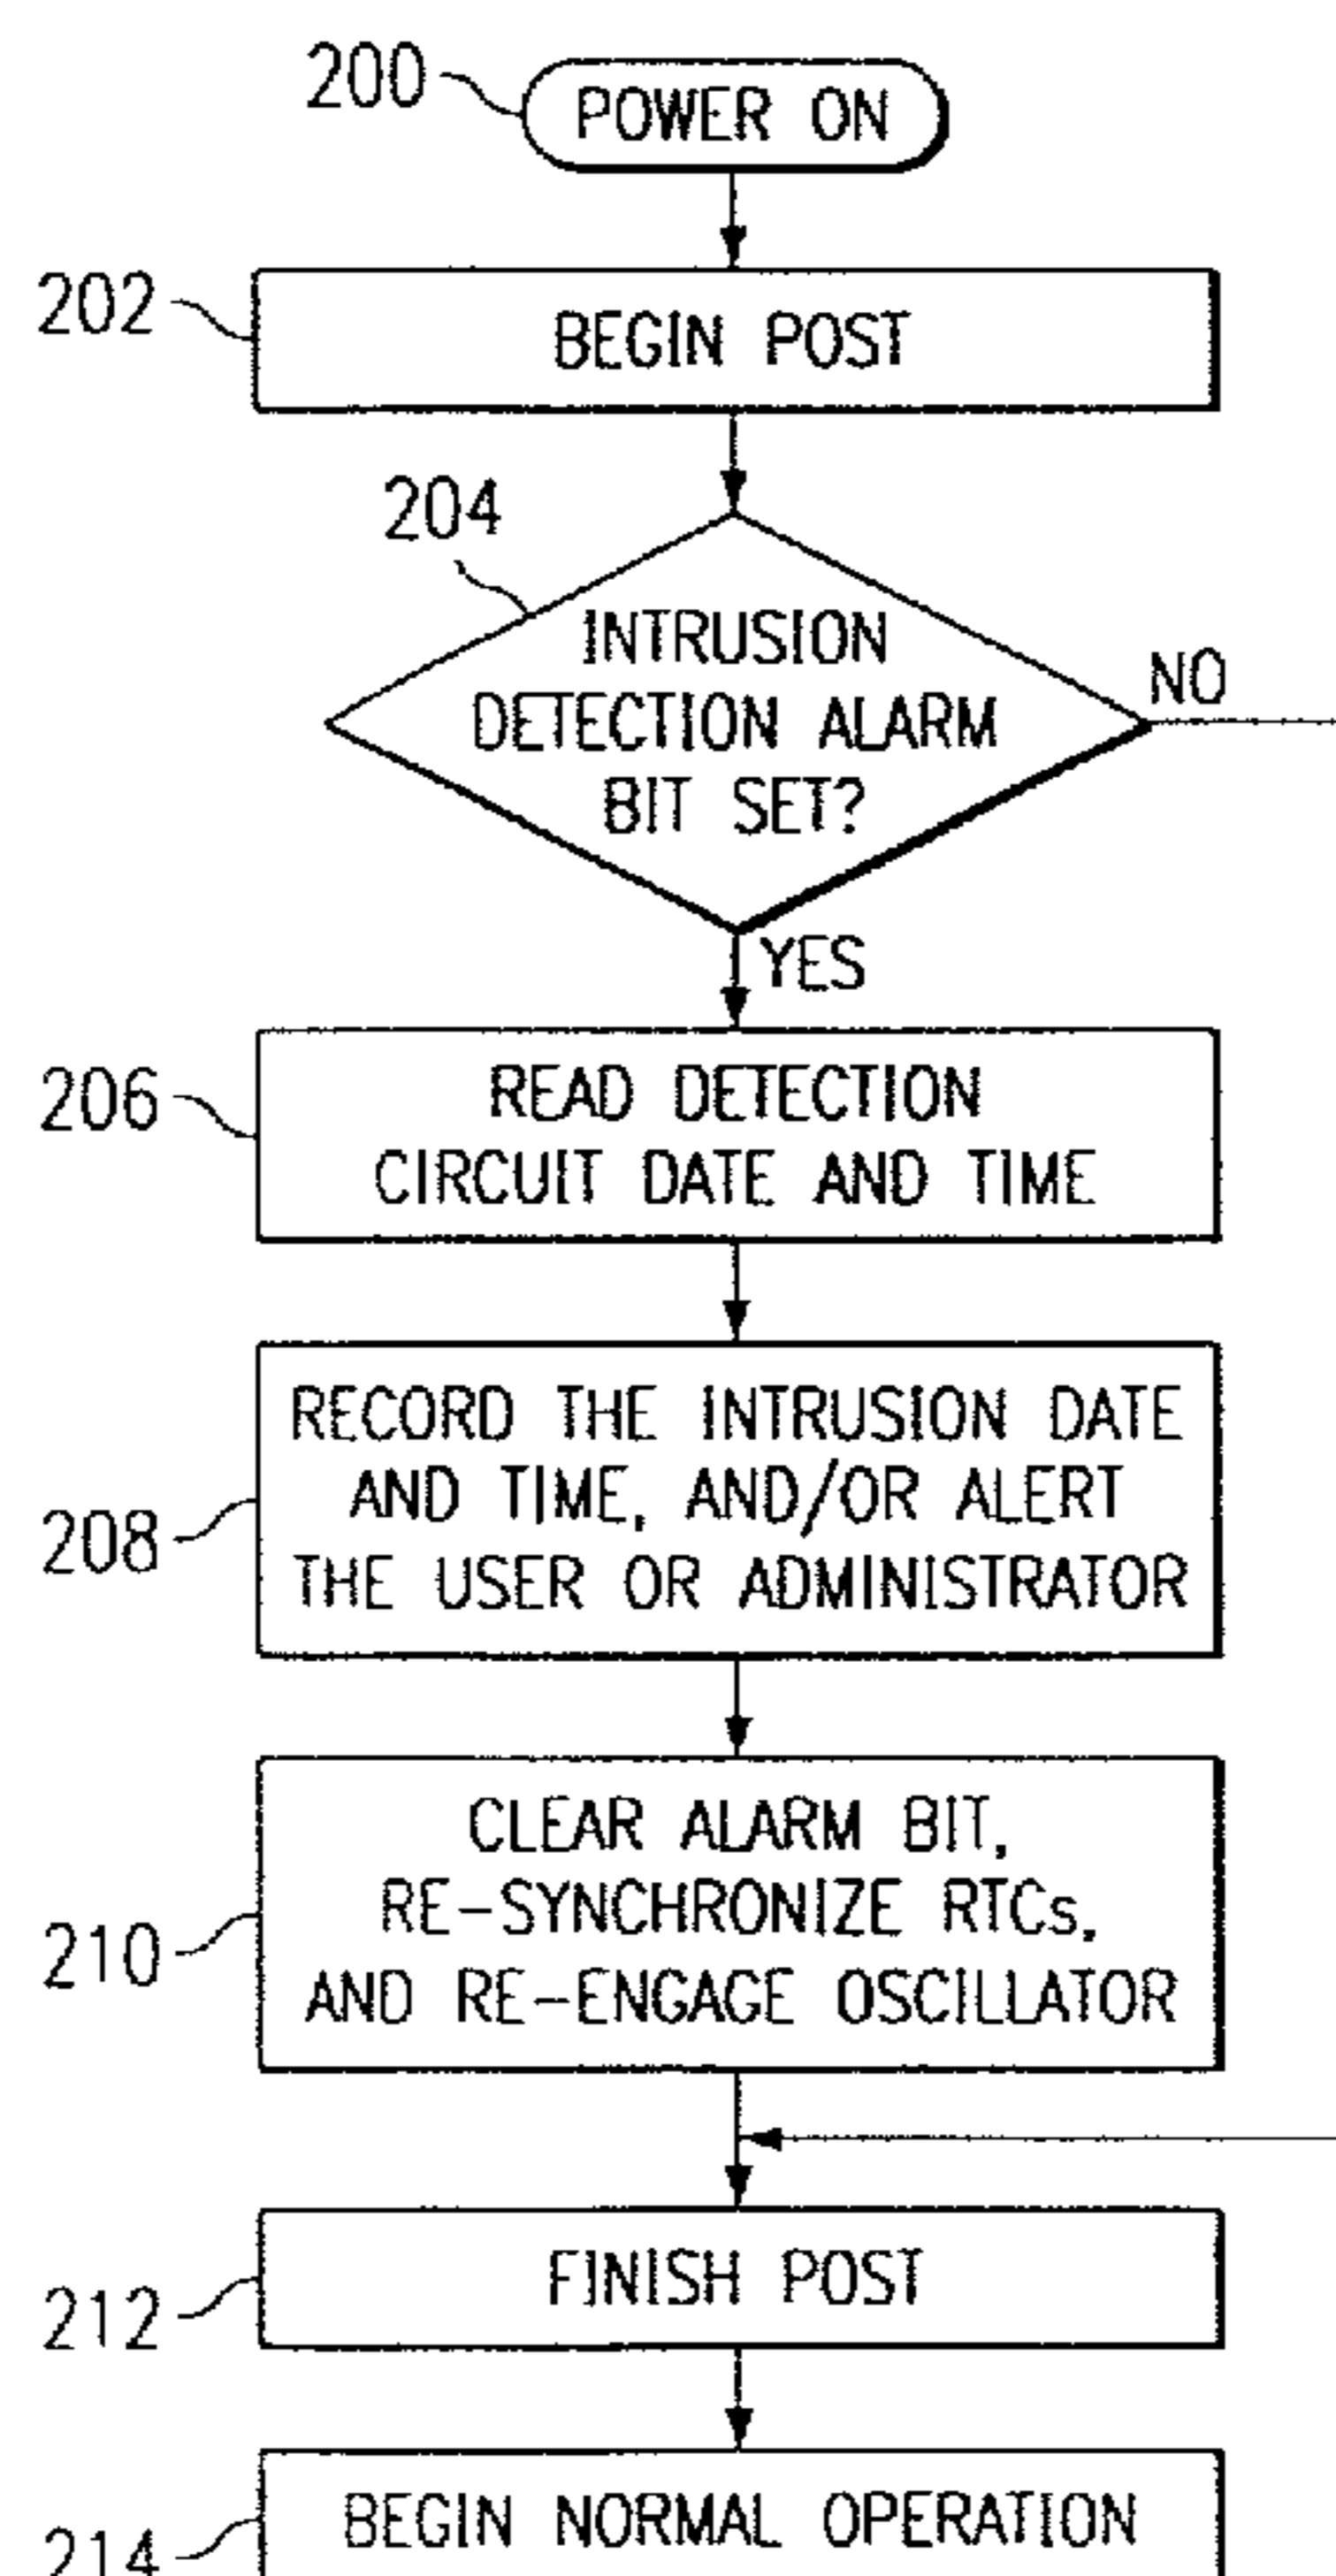 200
POWER ON
202
BEGIN POST
204
INTRUSION
DETECTION ALARM
BIT SET?
NO
YES
206
READ DETECTION
CIRCUIT DATE AND TIME
208
RECORD THE INTRUSION DATE
AND TIME, AND/OR ALERT
THE USER OR ADMINISTRATOR
210
CLEAR ALARM BIT,
RE-SYNCHRONIZE RTCs,
AND RE-ENGAGE OSCILLATOR
212
FINISH POST
214
BEGIN NORMAL OPERATION